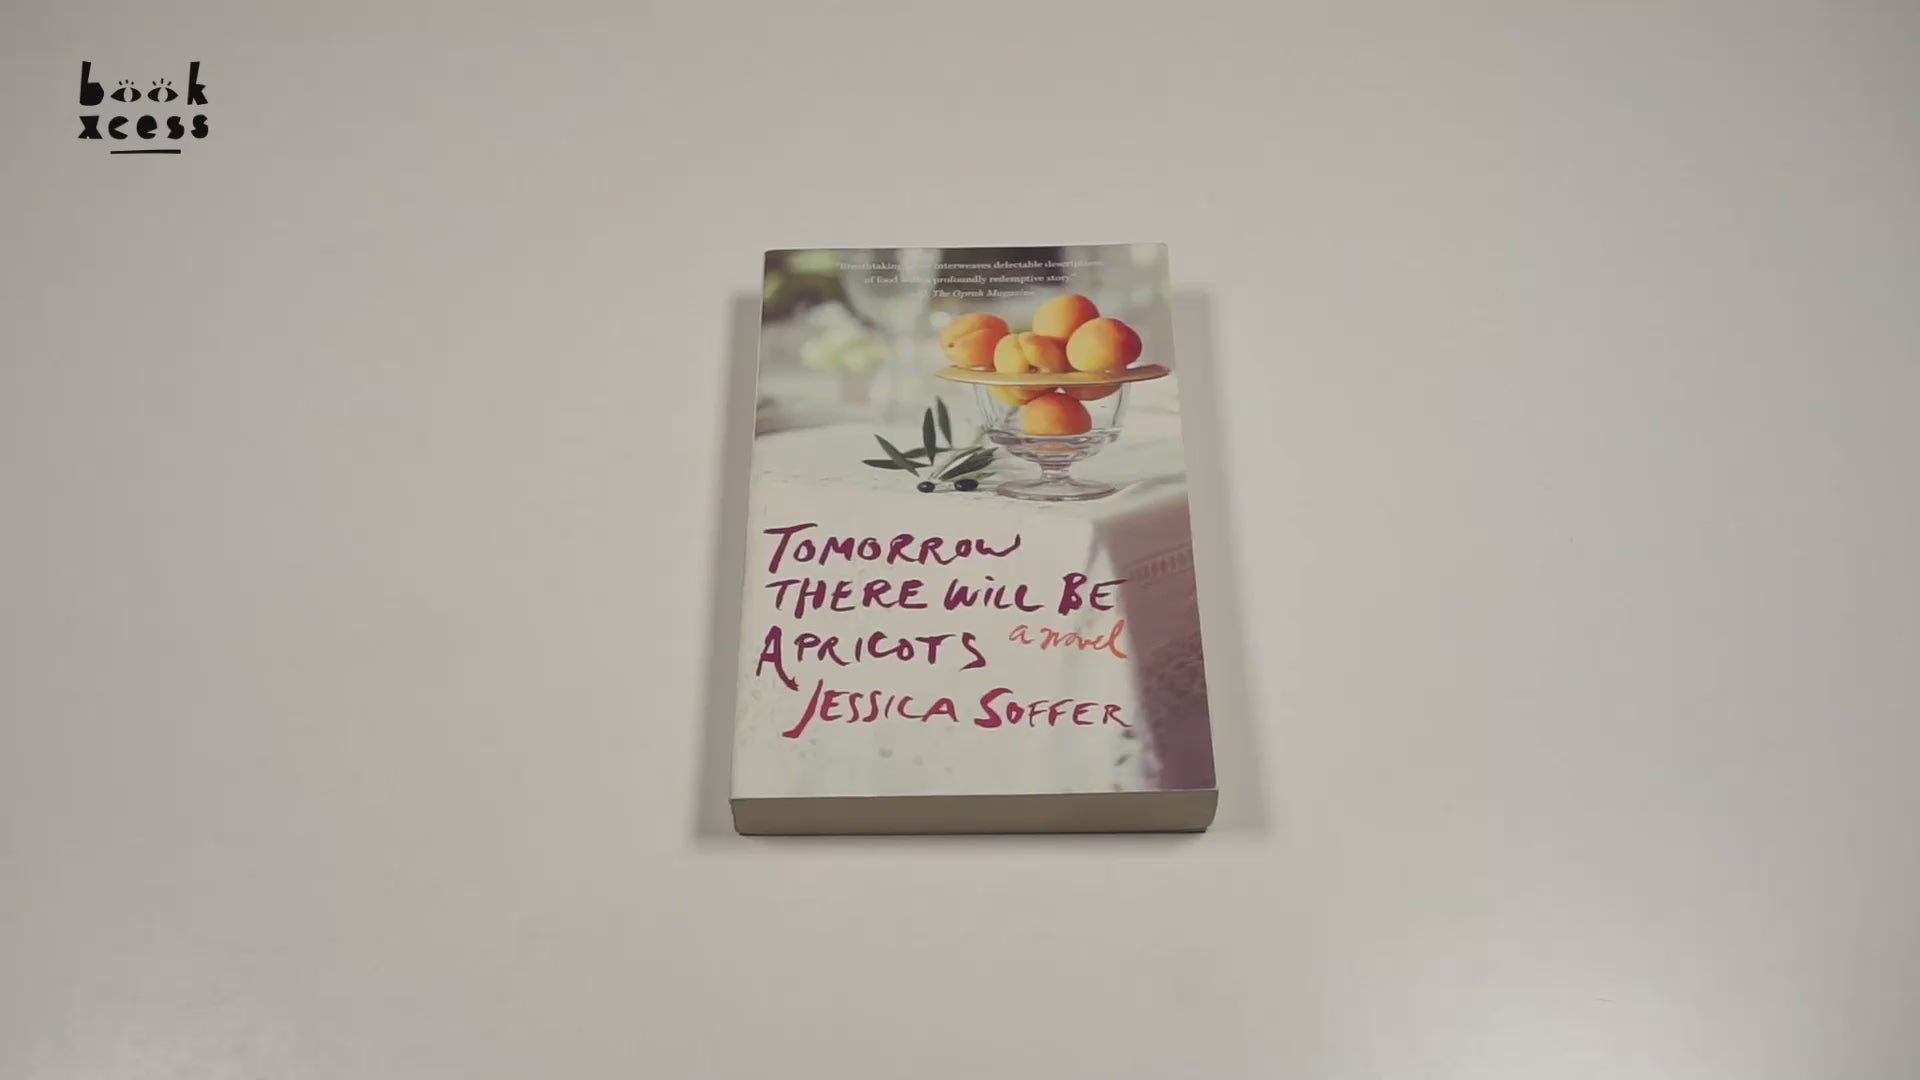 book
xcess
"Breathtaking interweaves delectable descriptions
of food with a profoundly redemptive story."
O, The Oprah Magazine
TOMORROW
THERE WILL BE
APRICOTS a novel
JESSICA SOFFER